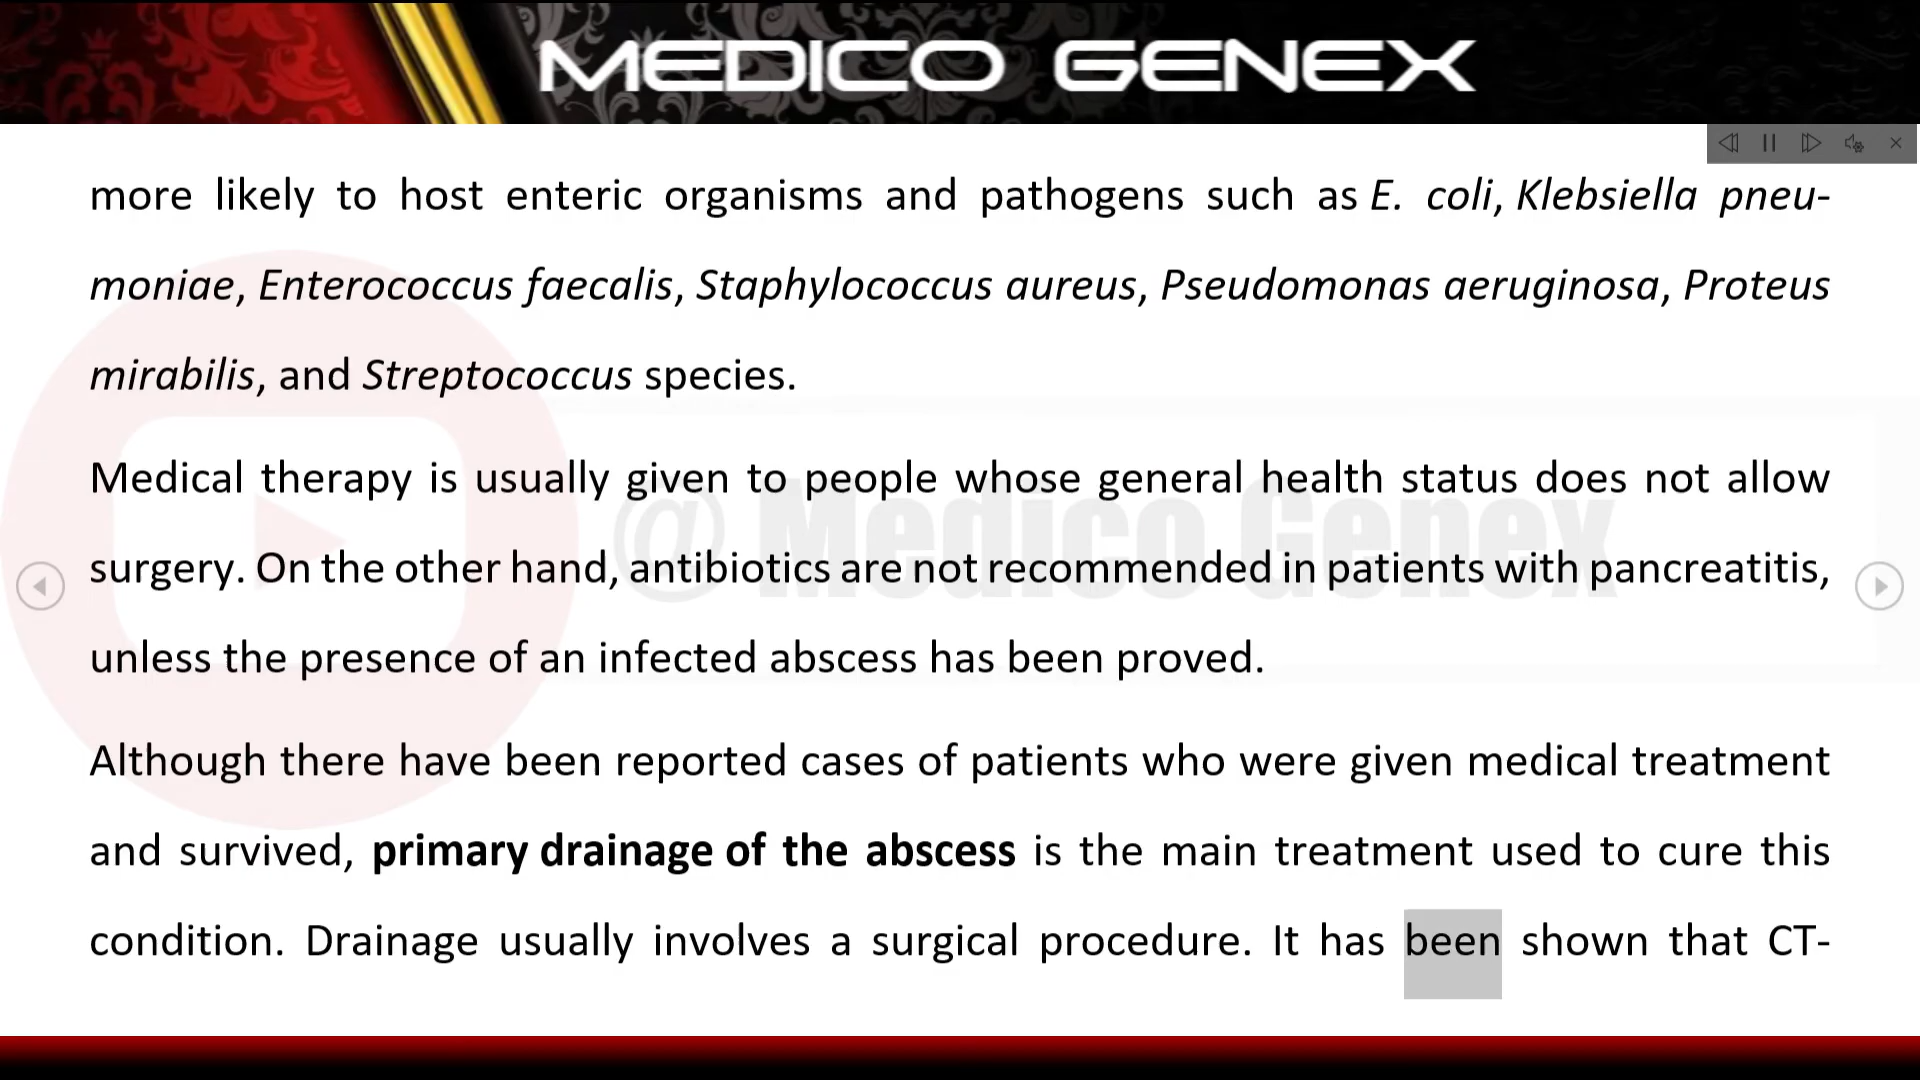 MEDICO GENEX
more likely to host enteric organisms and pathogens such as E. coli, Klebsiella pneu-
moniae, Enterococcus faecalis, Staphylococcus aureus, Pseudomonas aeruginosa, Proteus
mirabilis, and Streptococcus species.
Medical therapy is usually given to people whose general health status does not allow
surgery. On the other hand, antibiotics are not recommended in patients with pancreatitis,
@ Medico Genex
unless the presence of an infected abscess has been proved.
Although there have been reported cases of patients who were given medical treatment
and survived, primary drainage of the abscess is the main treatment used to cure this
condition. Drainage usually involves a surgical procedure. It has been shown that CT-